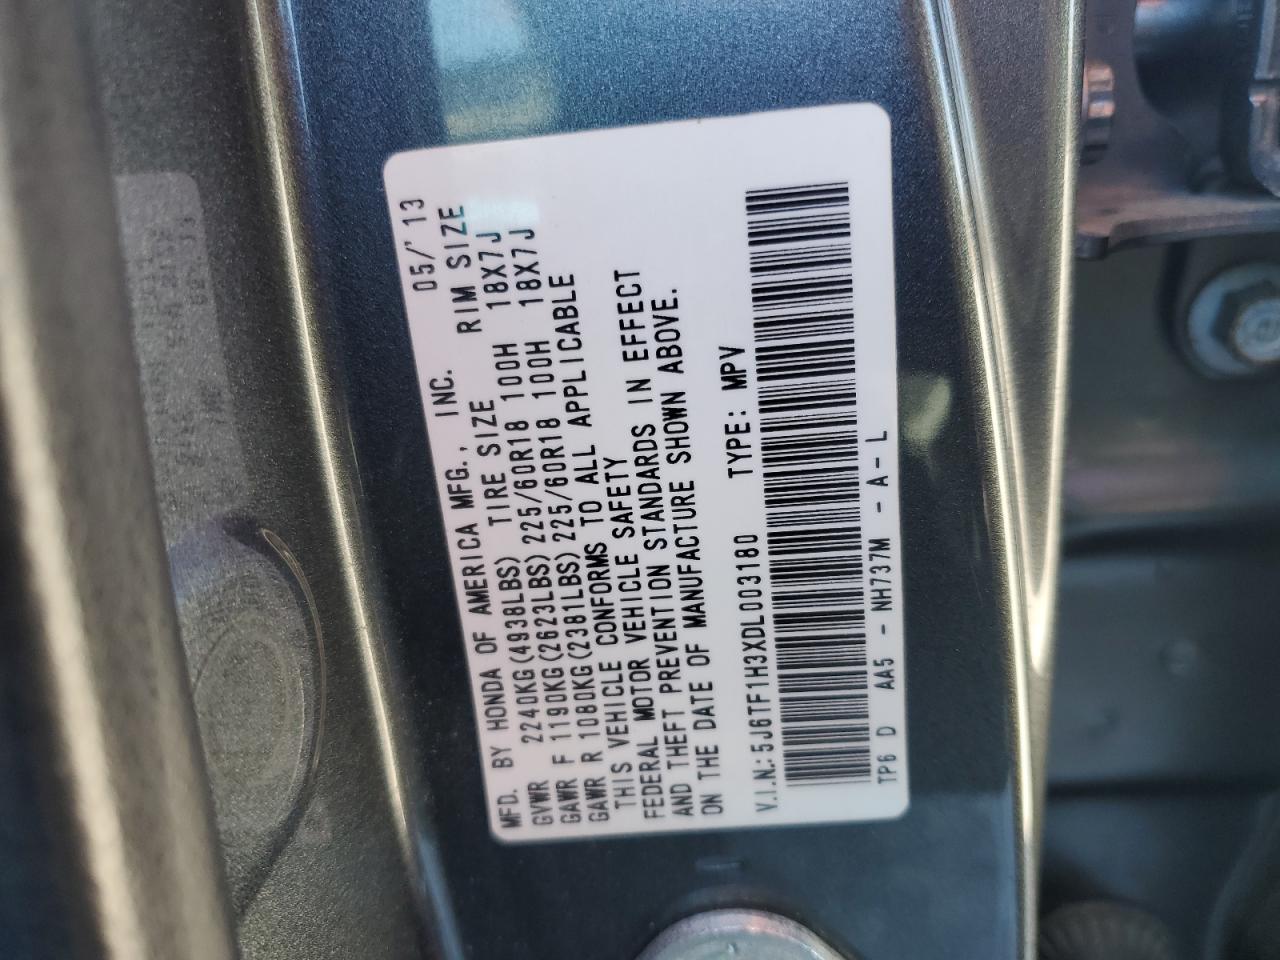 MFD. BY HONDA OF AMERICA MFG., INC. 05/'13
GVWR 2240KG(4938LBS) TIRE SIZE RIM SIZE
GAWR F 1190KG(2623LBS) 225/60R18 100H 18X7J
GAWR R 1080KG(2381LBS) 225/60R18 100H 18X7J
THIS VEHICLE CONFORMS TO ALL APPLICABLE
FEDERAL MOTOR VEHICLE SAFETY
AND THEFT PREVENTION STANDARDS IN EFFECT
ON THE DATE OF MANUFACTURE SHOWN ABOVE.
V.I.N.: 5J6TF1H3XDL003180 TYPE: MPV
TP6 D AA5 - NH737M - A-L